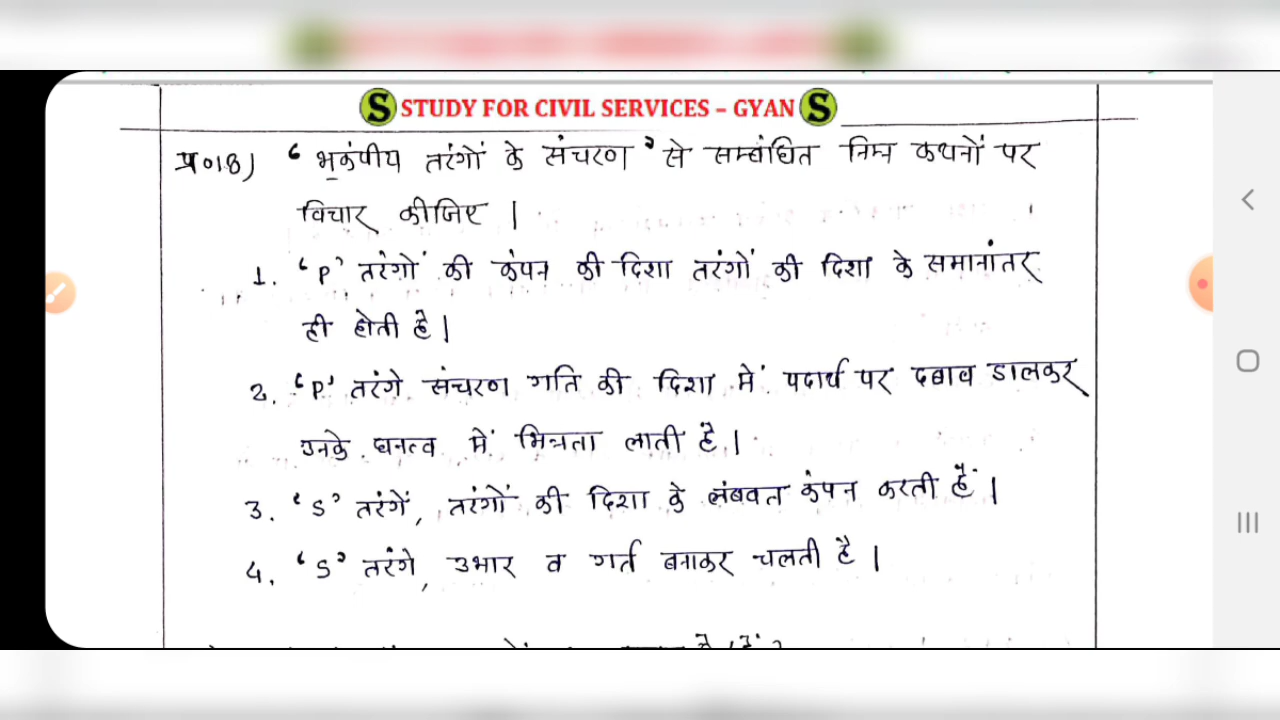 STUDY FOR CIVIL SERVICES – GYAN
प्र०18) ‘भूकंपीय तरंगों के संचरण’ से सम्बंधित निम्न कथनों पर
विचार कीजिए।
1. ‘P’ तरंगों की कंपन की दिशा तरंगों की दिशा के समानांतर
ही होती है।
2. ‘P’ तरंगे संचरण गति की दिशा में पदार्थ पर दबाव डालकर
उनके घनत्व में भिन्नता लाती है।
3. ‘S’ तरंगें, तरंगों की दिशा के लंबवत कंपन करती हैं।
4. ‘S’ तरंगे, उभार व गर्त बनाकर चलती है।